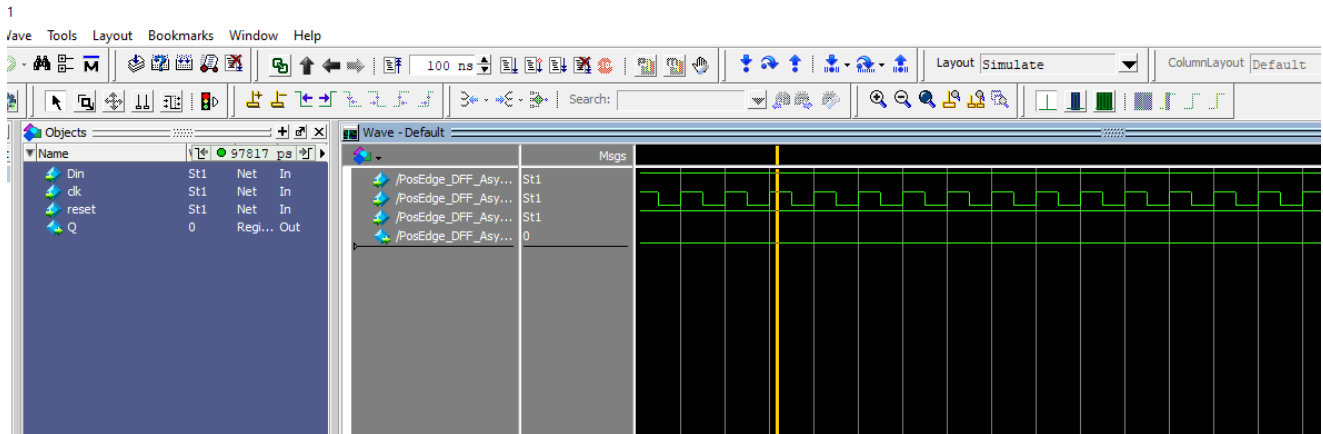 1
Wave Tools Layout Bookmarks Window Help
100 ns Layout Simulate ColumnLayout Default
Search:
Objects
Wave - Default
Name 97817 ps
Msgs
Din St1 Net In
clk St1 Net In
reset St1 Net In
Q 0 Regi... Out
/PosEdge_DFF_Asy... St1
/PosEdge_DFF_Asy... St1
/PosEdge_DFF_Asy... St1
/PosEdge_DFF_Asy... 0